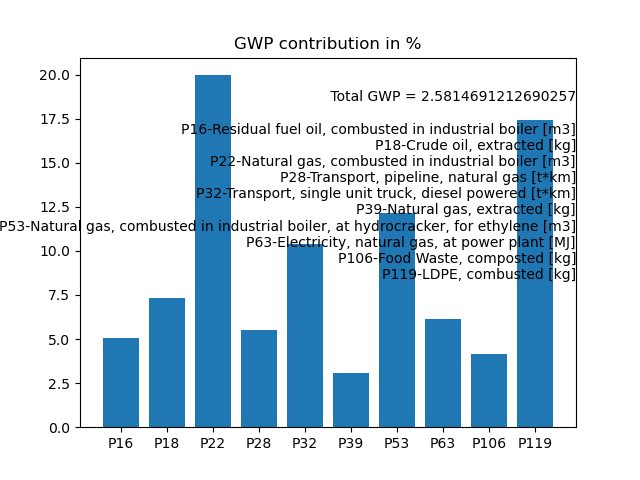 GWP contribution in %
20.0
17.5
15.0
12.5
10.0
7.5
5.0
2.5
0.0
Total GWP = 2.5814691212690257
P16-Residual fuel oil, combusted in industrial boiler [m3]
P18-Crude oil, extracted [kg]
P22-Natural gas, combusted in industrial boiler [m3]
P28-Transport, pipeline, natural gas [t*km]
P32-Transport, single unit truck, diesel powered [t*km]
P39-Natural gas, extracted [kg]
P53-Natural gas, combusted in industrial boiler, at hydrocracker, for ethylene [m3]
P63-Electricity, natural gas, at power plant [MJ]
P106-Food Waste, composted [kg]
P119-LDPE, combusted [kg]
P16 P18 P22 P28 P32 P39 P53 P63 P106 P119